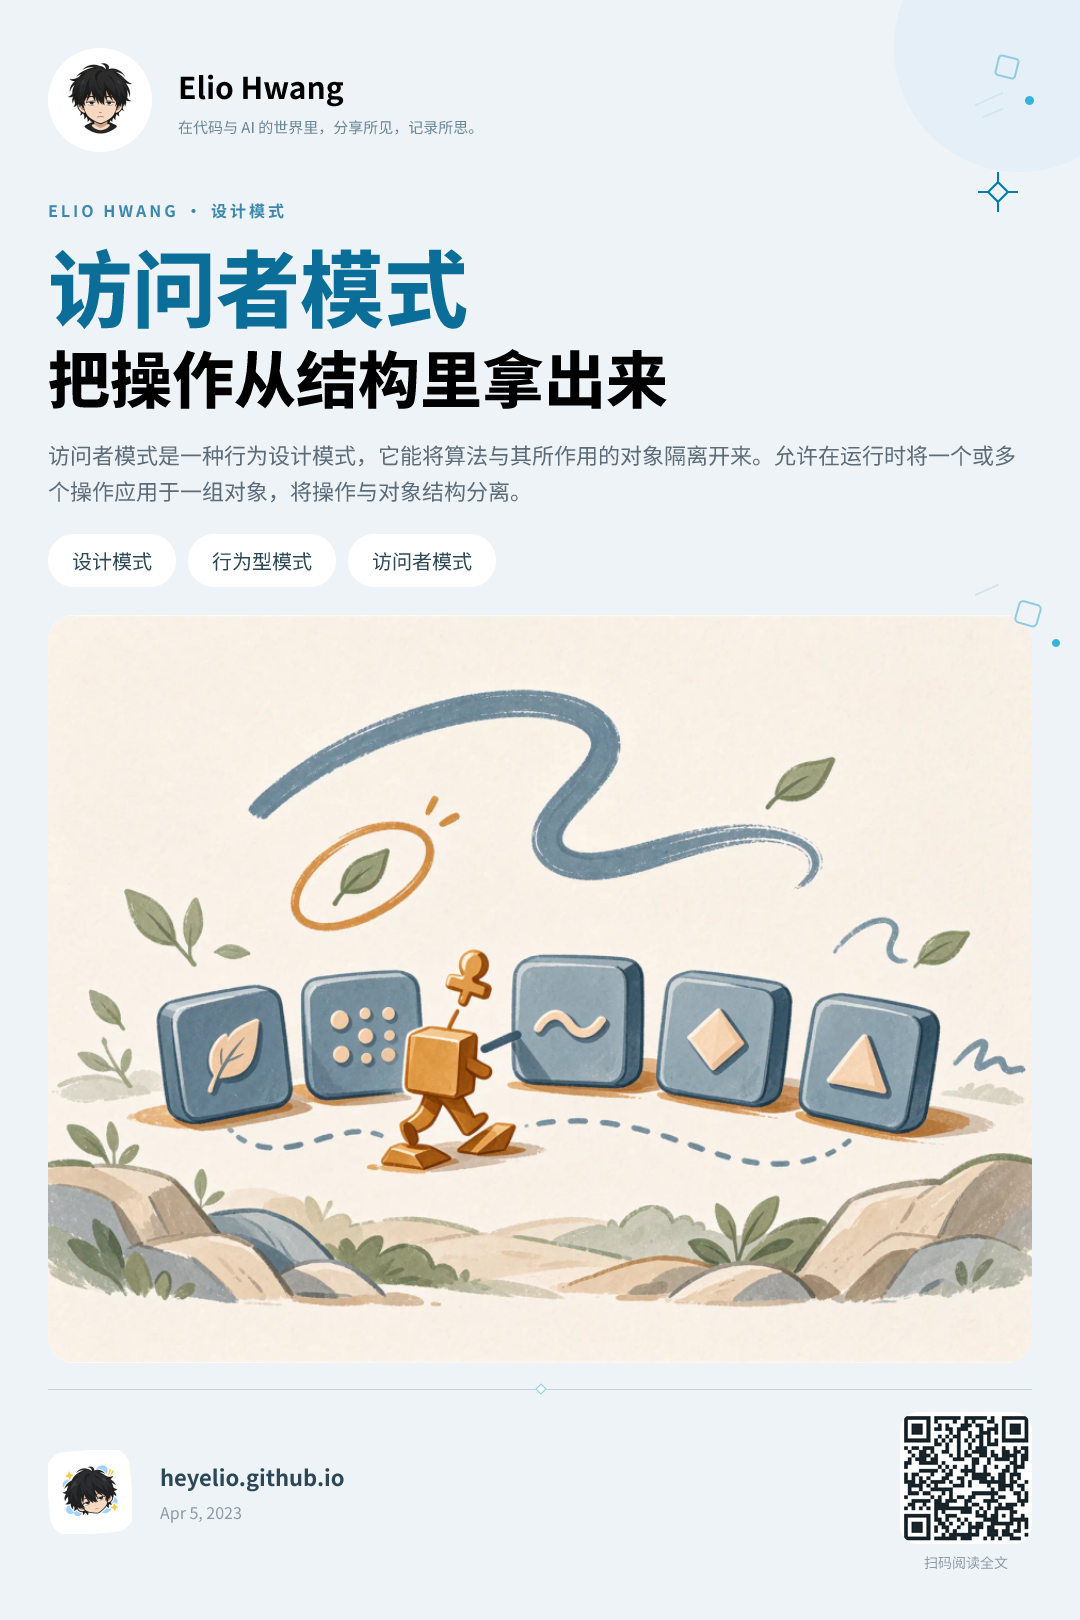 Elio Hwang
在代码与 AI 的世界里，分享所见，记录所思。
ELIO HWANG · 设计模式
访问者模式
把操作从结构里拿出来
访问者模式是一种行为设计模式，它能将算法与其所作用的对象隔离开来。允许在运行时将一个或多
个操作应用于一组对象，将操作与对象结构分离。
设计模式
行为型模式
访问者模式
heyelio.github.io
Apr 5, 2023
扫码阅读全文